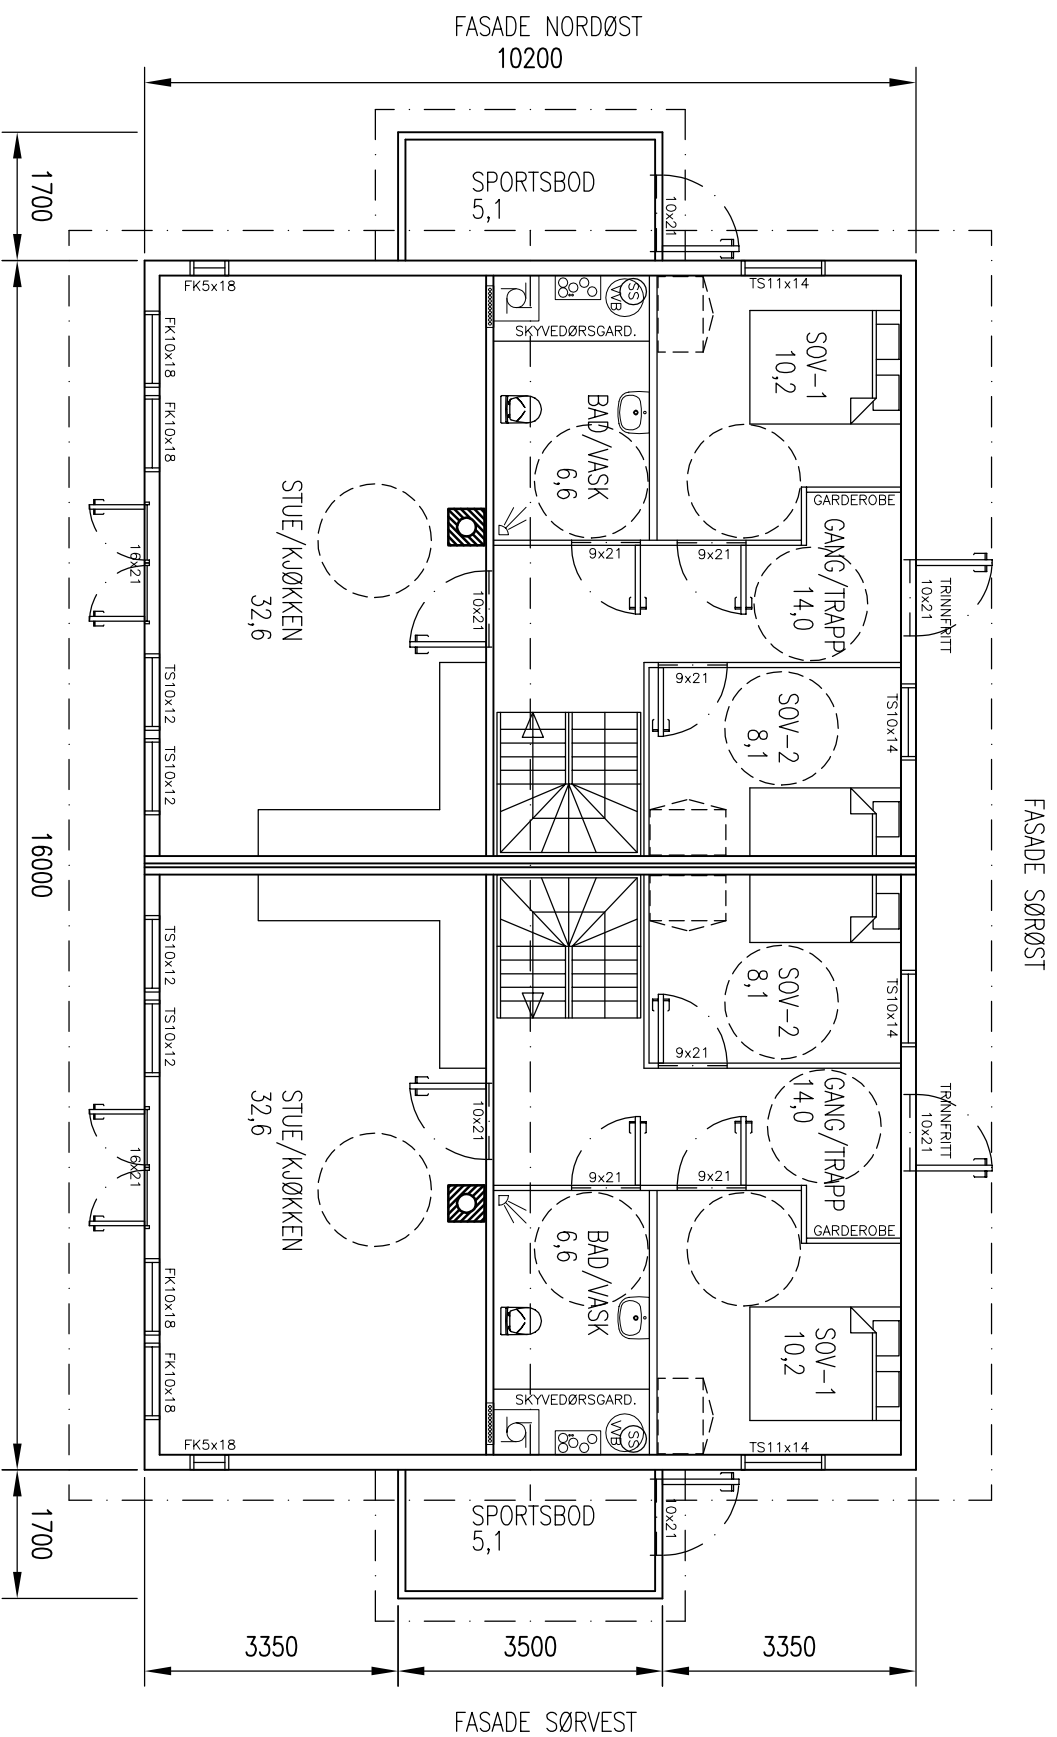 FASADE NORDØST
10200
1700
SPORTSBOD
5,1
10x21
FK5x18
TS11x14
SKYVEDØRSGARD.
VVB
SS
FK10x18
FK10x18
SOV-1
10,2
BAD/VASK
6,6
GARDEROBE
GANG/TRAPP
14,0
STUE/KJØKKEN
32,6
9x21
9x21
10x21
16x21
TRINNFRITT
10x21
9x21
SOV-2
8,1
TS10x14
TS10x12
TS10x12
16000
FASADE SØRØST
TS10x12
TS10x12
SOV-2
8,1
TS10x14
9x21
GANG/TRAPP
14,0
TRINNFRITT
10x21
STUE/KJØKKEN
32,6
10x21
9x21
9x21
16x21
GARDEROBE
BAD/VASK
6,6
SOV-1
10,2
FK10x18
FK10x18
SKYVEDØRSGARD.
VVB
SS
FK5x18
TS11x14
SPORTSBOD
5,1
10x21
1700
3350
3500
3350
FASADE SØRVEST